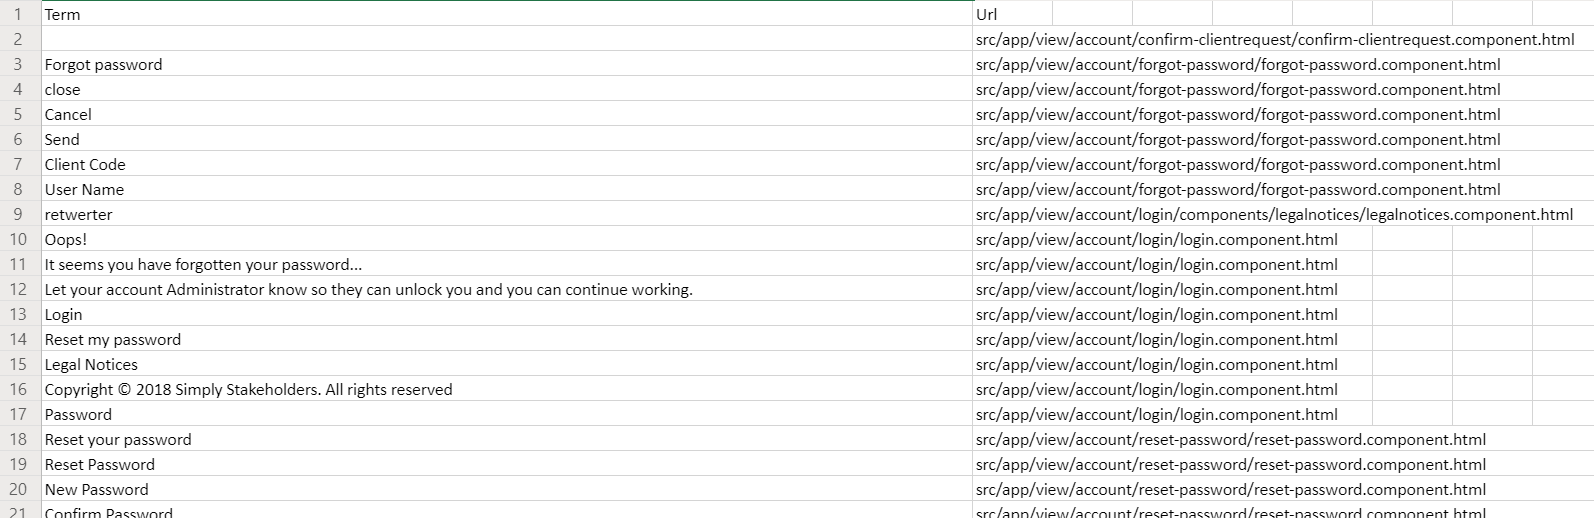 1 Term Url
2 src/app/view/account/confirm-clientrequest/confirm-clientrequest.component.html
3 Forgot password src/app/view/account/forgot-password/forgot-password.component.html
4 close src/app/view/account/forgot-password/forgot-password.component.html
5 Cancel src/app/view/account/forgot-password/forgot-password.component.html
6 Send src/app/view/account/forgot-password/forgot-password.component.html
7 Client Code src/app/view/account/forgot-password/forgot-password.component.html
8 User Name src/app/view/account/forgot-password/forgot-password.component.html
9 retwerter src/app/view/account/login/components/legalnotices/legalnotices.component.html
10 Oops! src/app/view/account/login/login.component.html
11 It seems you have forgotten your password... src/app/view/account/login/login.component.html
12 Let your account Administrator know so they can unlock you and you can continue working. src/app/view/account/login/login.component.html
13 Login src/app/view/account/login/login.component.html
14 Reset my password src/app/view/account/login/login.component.html
15 Legal Notices src/app/view/account/login/login.component.html
16 Copyright © 2018 Simply Stakeholders. All rights reserved src/app/view/account/login/login.component.html
17 Password src/app/view/account/login/login.component.html
18 Reset your password src/app/view/account/reset-password/reset-password.component.html
19 Reset Password src/app/view/account/reset-password/reset-password.component.html
20 New Password src/app/view/account/reset-password/reset-password.component.html
21 Confirm Password src/app/view/account/reset-password/reset-password.component.html